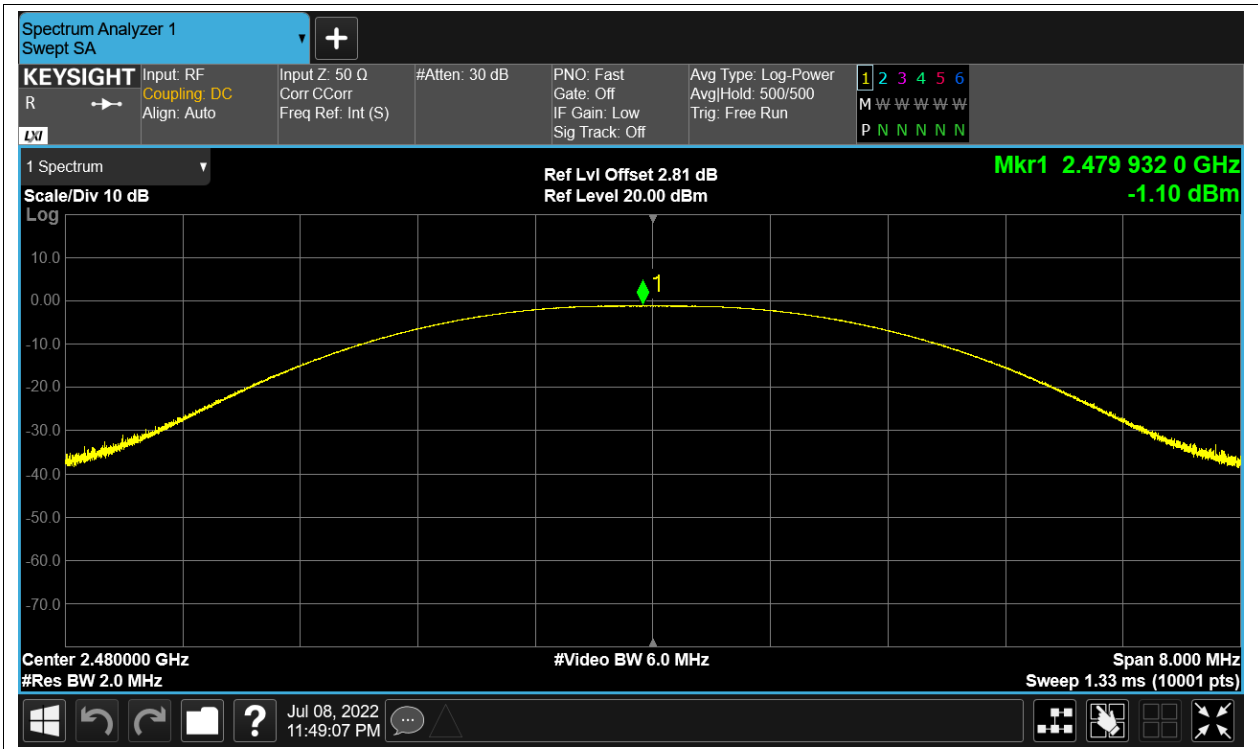 Spectrum Analyzer 1
Swept SA
+
KEYSIGHT
R
LXI
Input: RF
Coupling: DC
Align: Auto
Input Z: 50 Ω
Corr CCorr
Freq Ref: Int (S)
#Atten: 30 dB
PNO: Fast
Gate: Off
IF Gain: Low
Sig Track: Off
Avg Type: Log-Power
Avg|Hold: 500/500
Trig: Free Run
1 2 3 4 5 6
M W W W W W
P N N N N N
1 Spectrum
Scale/Div 10 dB
Log
Ref Lvl Offset 2.81 dB
Ref Level 20.00 dBm
Mkr1 2.479 932 0 GHz
-1.10 dBm
1
10.0
0.00
-10.0
-20.0
-30.0
-40.0
-50.0
-60.0
-70.0
Center 2.480000 GHz
#Res BW 2.0 MHz
#Video BW 6.0 MHz
Span 8.000 MHz
Sweep 1.33 ms (10001 pts)
?
Jul 08, 2022
11:49:07 PM